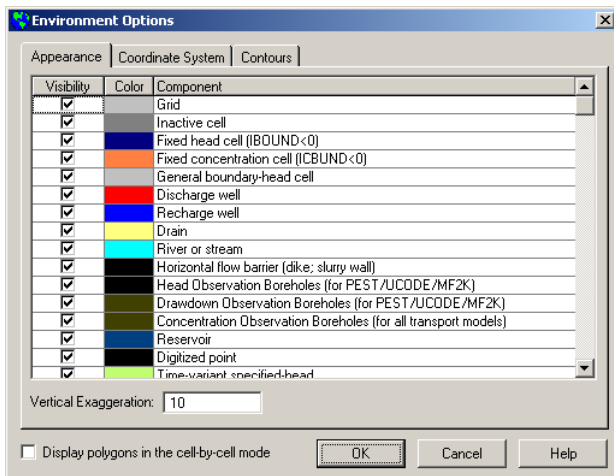 Environment Options
Appearance Coordinate System Contours
Visibility Color Component
Grid
Inactive cell
Fixed head cell (IBOUND<0)
Fixed concentration cell (ICBUND<0)
General boundary-head cell
Discharge well
Recharge well
Drain
River or stream
Horizontal flow barrier (dike; slurry wall)
Head Observation Boreholes (for PEST/UCODE/MF2K)
Drawdown Observation Boreholes (for PEST/UCODE/MF2K)
Concentration Observation Boreholes (for all transport models)
Reservoir
Digitized point
Time-variant specified-head
Vertical Exaggeration: 10
Display polygons in the cell-by-cell mode OK Cancel Help